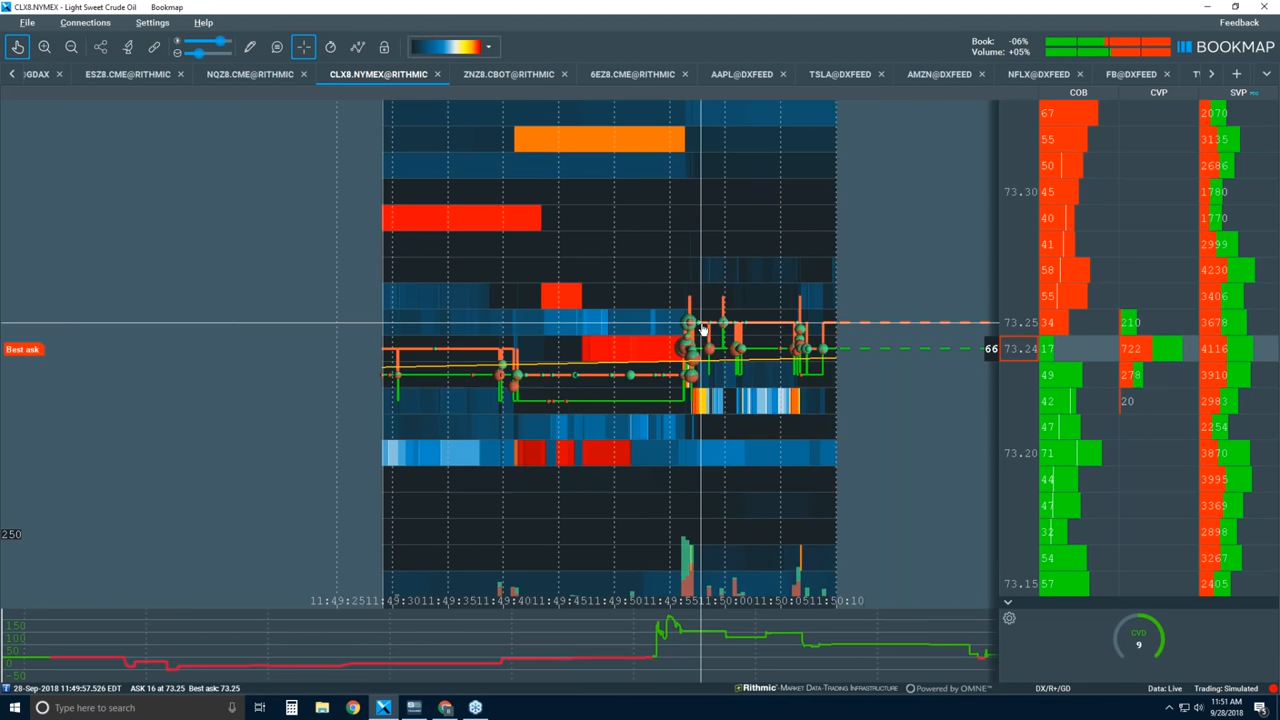 CLX8.NYMEX - Light Sweet Crude Oil    Bookmap
File Connections Settings Help Feedback
Book: -06%
Volume: +05%
BOOKMAP
GDAX ESZ8.CME@RITHMIC NQZ8.CME@RITHMIC CLX8.NYMEX@RITHMIC ZNZ8.CBOT@RITHMIC 6EZ8.CME@RITHMIC AAPL@DXFEED TSLA@DXFEED AMZN@DXFEED NFLX@DXFEED FB@DXFEED
COB CVP SVP
67 2070
55 3135
50 2686
73.30 45 1780
40 1770
41 2999
58 4230
55 3406
73.25 34 210 3678
Best ask 66 73.24 17 722 4116
49 278 3910
42 20 2983
47 2254
73.20 71 3870
44 3995
47 3369
250 32 2898
54 3267
73.15 57 2405
11:49:25 11:49:30 11:49:35 11:49:40 11:49:45 11:49:50 11:49:55 11:50:00 11:50:05 11:50:10
150
100
50
0
-50
CVD
9
28-Sep-2018 11:49:57.526 EDT ASK 16 at 73.25 Best ask: 73.25 Rithmic-MARKET DATA-TRADING INFRASTRUCTURE Powered by OMNE™ DX/R+/GD Data: Live Trading: Simulated
Type here to search
11:51 AM
9/28/2018
5